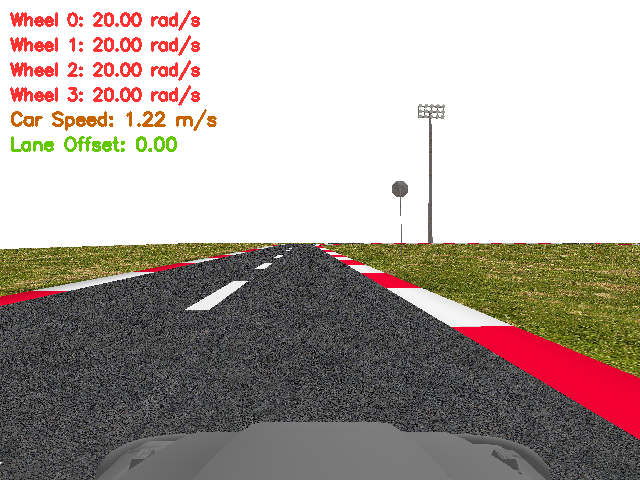 Wheel 0: 20.00 rad/s
Wheel 1: 20.00 rad/s
Wheel 2: 20.00 rad/s
Wheel 3: 20.00 rad/s
Car Speed: 1.22 m/s
Lane Offset: 0.00